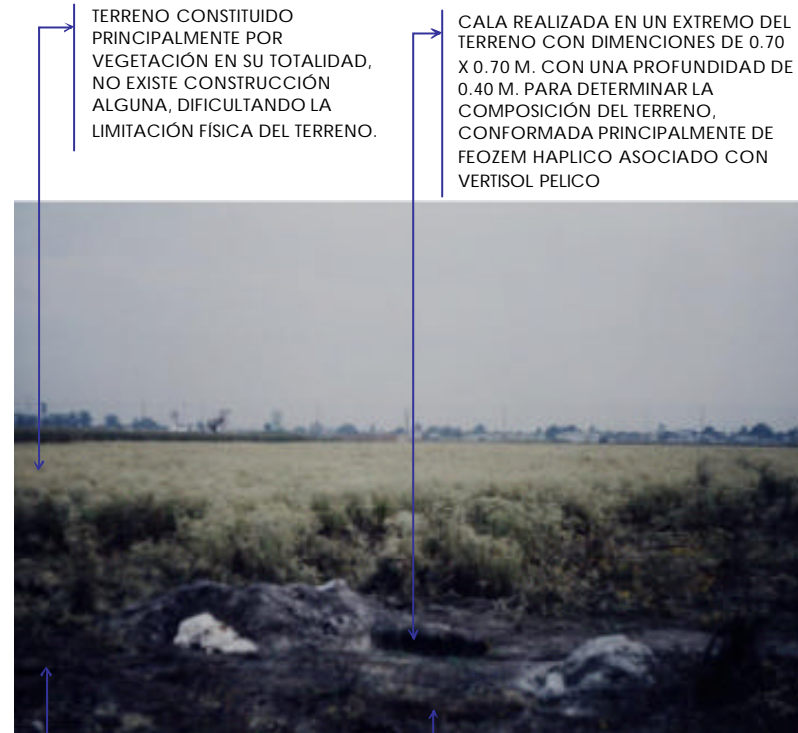 TERRENO CONSTITUIDO
PRINCIPALMENTE POR
VEGETACIÓN EN SU TOTALIDAD,
NO EXISTE CONSTRUCCIÓN
ALGUNA, DIFICULTANDO LA
LIMITACIÓN FÍSICA DEL TERRENO.
CALA REALIZADA EN UN EXTREMO DEL
TERRENO CON DIMENCIONES DE 0.70
X 0.70 M. CON UNA PROFUNDIDAD DE
0.40 M. PARA DETERMINAR LA
COMPOSICIÓN DEL TERRENO,
CONFORMADA PRINCIPALMENTE DE
FEOZEM HAPLICO ASOCIADO CON
VERTISOL PELICO